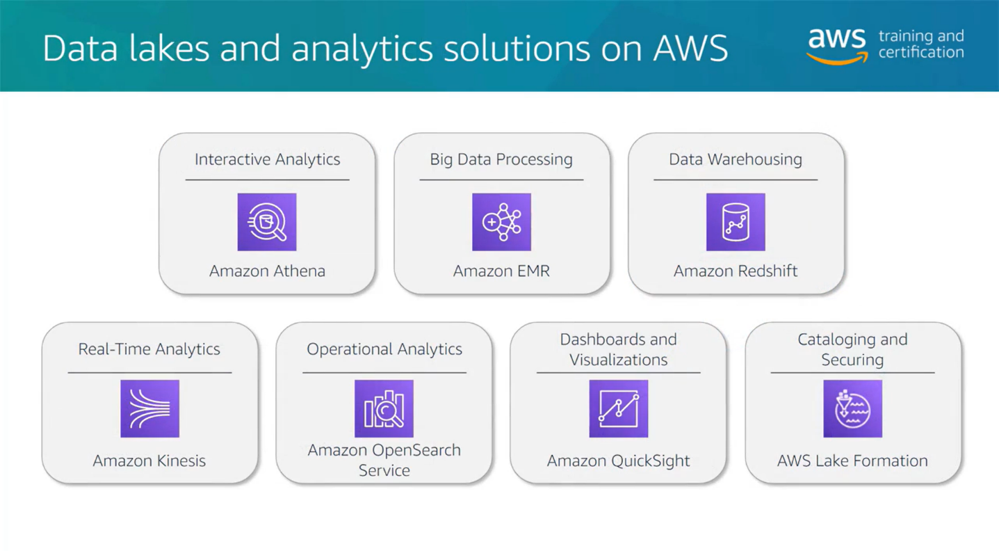 Data lakes and analytics solutions on AWS
aws
training and
certification
Interactive Analytics
Amazon Athena
Big Data Processing
Amazon EMR
Data Warehousing
Amazon Redshift
Real-Time Analytics
Amazon Kinesis
Operational Analytics
Amazon OpenSearch
Service
Dashboards and
Visualizations
Amazon QuickSight
Cataloging and
Securing
AWS Lake Formation